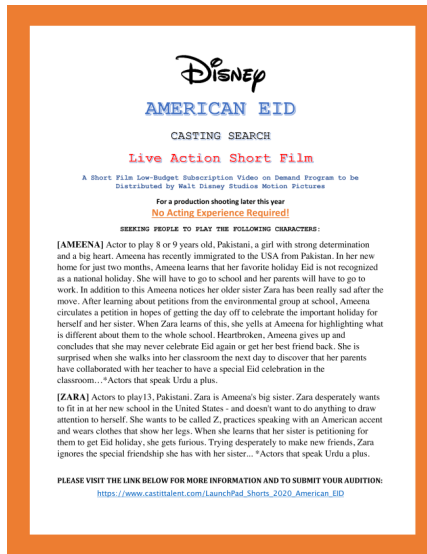 Disney
AMERICAN EID
CASTING SEARCH
Live Action Short Film
A Short Film Low-Budget Subscription Video on Demand Program to be
Distributed by Walt Disney Studios Motion Pictures
For a production shooting later this year
No Acting Experience Required!
SEEKING PEOPLE TO PLAY THE FOLLOWING CHARACTERS:
[AMEENA] Actor to play 8 or 9 years old, Pakistani, a girl with strong determination
and a big heart. Ameena has recently immigrated to the USA from Pakistan. In her new
home for just two months, Ameena learns that her favorite holiday Eid is not recognized
as a national holiday. She will have to go to school and her parents will have to go to
work. In addition to this Ameena notices her older sister Zara has been really sad after the
move. After learning about petitions from the environmental group at school, Ameena
circulates a petition in hopes of getting the day off to celebrate the important holiday for
herself and her sister. When Zara learns of this, she yells at Ameena for highlighting what
is different about them to the whole school. Heartbroken, Ameena gives up and
concludes that she may never celebrate Eid again or get her best friend back. She is
surprised when she walks into her classroom the next day to discover that her parents
have collaborated with her teacher to have a special Eid celebration in the
classroom…*Actors that speak Urdu a plus.
[ZARA] Actors to play13, Pakistani. Zara is Ameena's big sister. Zara desperately wants
to fit in at her new school in the United States - and doesn't want to do anything to draw
attention to herself. She wants to be called Z, practices speaking with an American accent
and wears clothes that show her legs. When she learns that her sister is petitioning for
them to get Eid holiday, she gets furious. Trying desperately to make new friends, Zara
ignores the special friendship she has with her sister... *Actors that speak Urdu a plus.
PLEASE VISIT THE LINK BELOW FOR MORE INFORMATION AND TO SUBMIT YOUR AUDITION:
https://www.castittalent.com/LaunchPad_Shorts_2020_American_EID